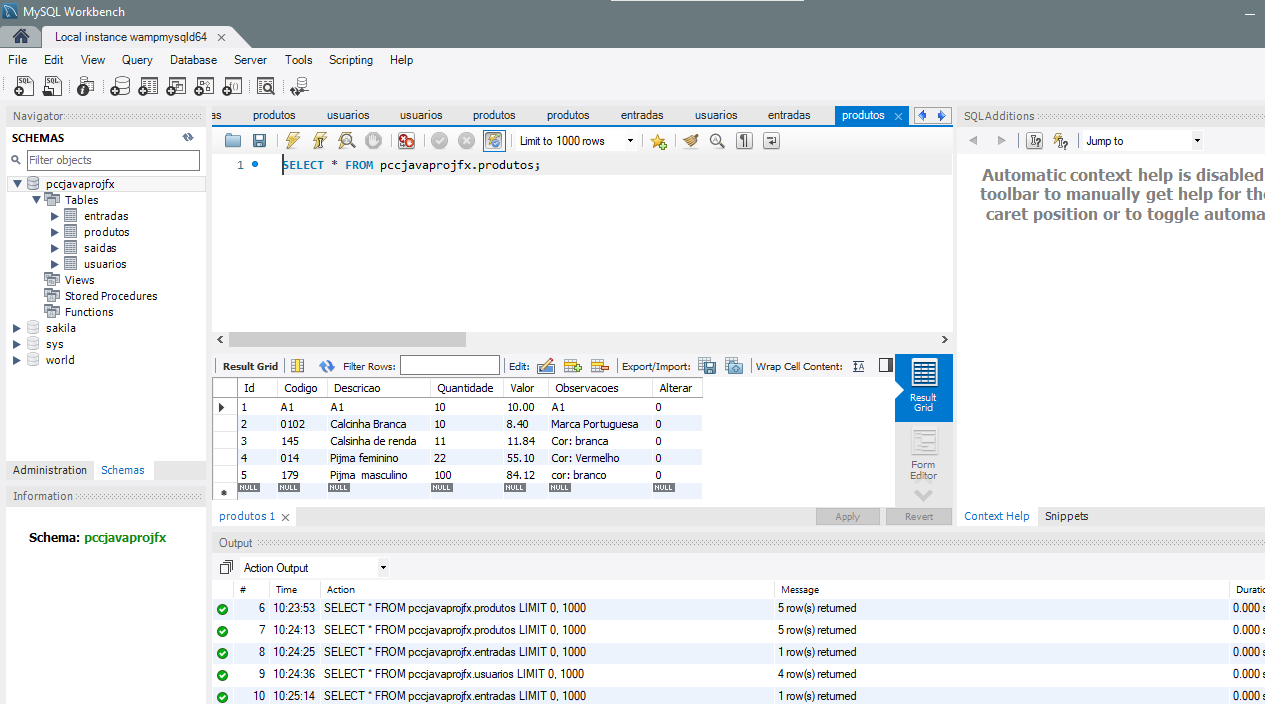 MySQL Workbench
Local instance wampmysqld64
File Edit View Query Database Server Tools Scripting Help
Navigator
SCHEMAS
Filter objects
pccjavaprojfx
Tables
entradas
produtos
saidas
usuarios
Views
Stored Procedures
Functions
sakila
sys
world
Administration Schemas
Information
Schema: pccjavaprojfx
as produtos usuarios usuarios produtos produtos entradas usuarios entradas produtos
Limit to 1000 rows
1 SELECT * FROM pccjavaprojfx.produtos;
Result Grid Filter Rows: Edit: Export/Import: Wrap Cell Content:
Id Codigo Descricao Quantidade Valor Observacoes Alterar
1 A1 A1 10 10.00 A1 0
2 0102 Calcinha Branca 10 8.40 Marca Portuguesa 0
3 145 Calsinha de renda 11 11.84 Cor: branca 0
4 014 Pijma feminino 22 55.10 Cor: Vermelho 0
5 179 Pijma masculino 100 84.12 cor: branco 0
NULL NULL NULL NULL NULL NULL NULL
Result
Grid
Form
Editor
produtos 1
Apply Revert
SQLAdditions
Jump to
Automatic context help is disabled
toolbar to manually get help for the
caret position or to toggle automa
Context Help Snippets
Output
Action Output
# Time Action Message Duratio
6 10:23:53 SELECT * FROM pccjavaprojfx.produtos LIMIT 0, 1000 5 row(s) returned 0.000 s
7 10:24:13 SELECT * FROM pccjavaprojfx.produtos LIMIT 0, 1000 5 row(s) returned 0.000 s
8 10:24:25 SELECT * FROM pccjavaprojfx.entradas LIMIT 0, 1000 1 row(s) returned 0.000 s
9 10:24:36 SELECT * FROM pccjavaprojfx.usuarios LIMIT 0, 1000 4 row(s) returned 0.000 s
10 10:25:14 SELECT * FROM pccjavaprojfx.entradas LIMIT 0, 1000 1 row(s) returned 0.000 s